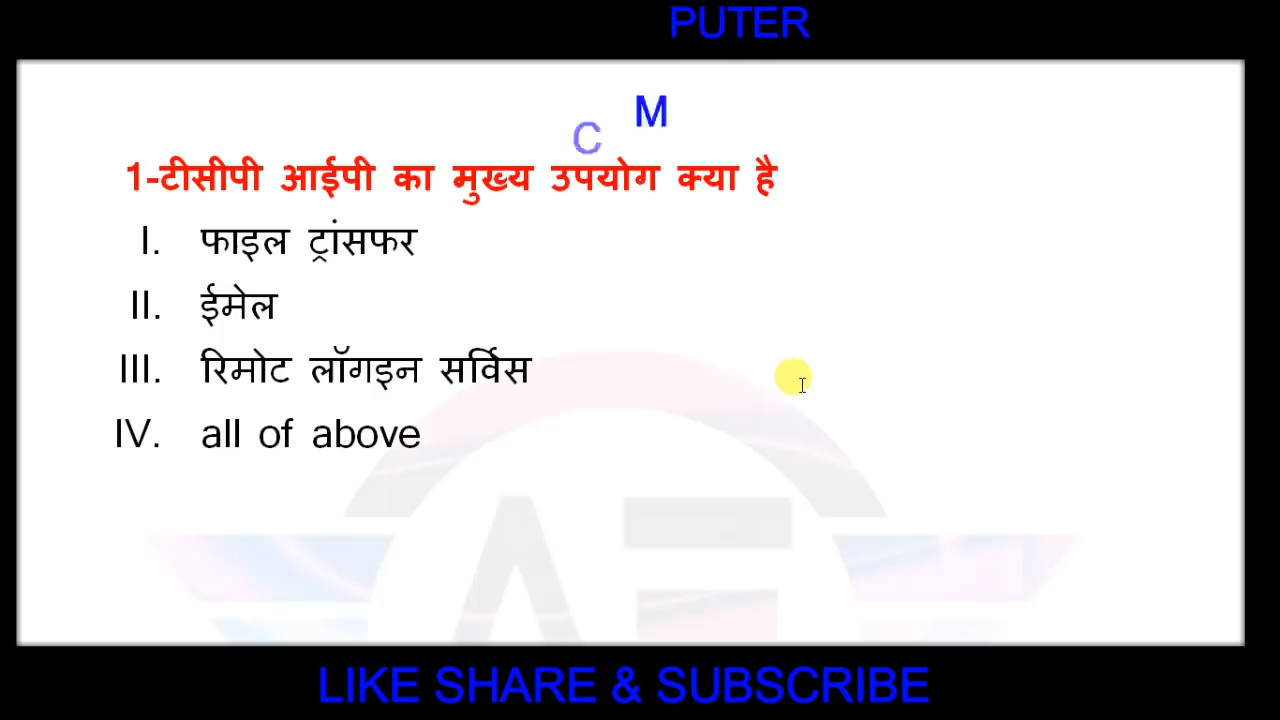 PUTER
M
C
1-टीसीपी आईपी का मुख्य उपयोग क्या है
I. फाइल ट्रांसफर
II. ईमेल
III. रिमोट लॉगइन सर्विस
IV. all of above
LIKE SHARE & SUBSCRIBE